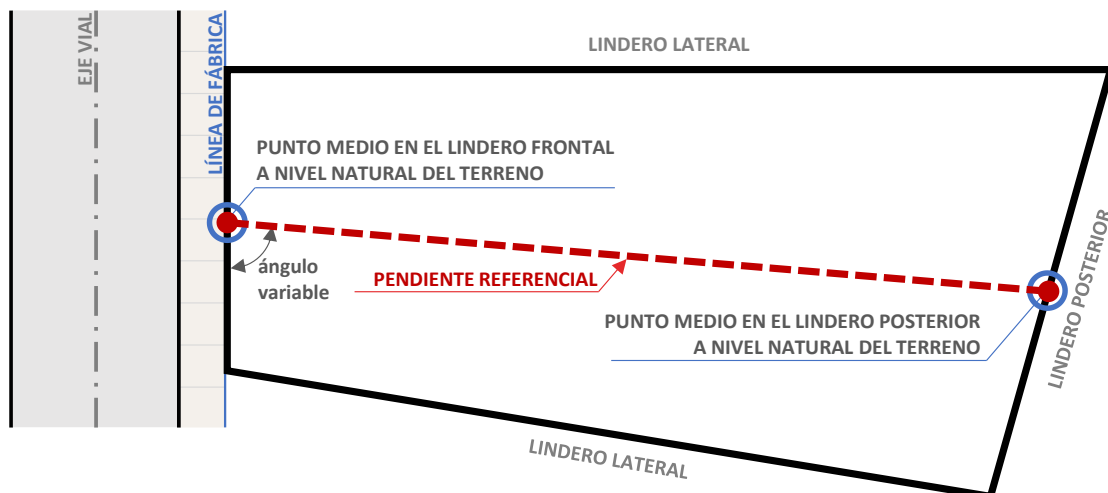 EJE VIAL
LÍNEA DE FÁBRICA
LINDERO LATERAL
PUNTO MEDIO EN EL LINDERO FRONTAL
A NIVEL NATURAL DEL TERRENO
ángulo
variable
PENDIENTE REFERENCIAL
PUNTO MEDIO EN EL LINDERO POSTERIOR
A NIVEL NATURAL DEL TERRENO
LINDERO POSTERIOR
LINDERO LATERAL